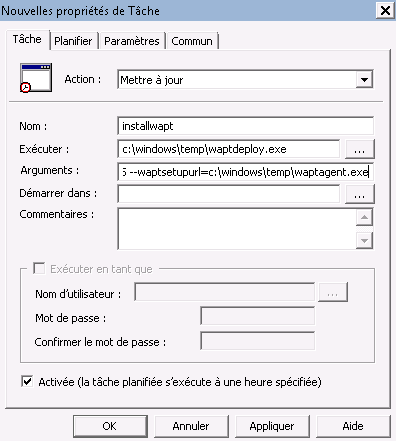 Nouvelles propriétés de Tâche
Tâche Planifier Paramètres Commun
Action : Mettre à jour
Nom : installwapt
Exécuter : c:\windows\temp\waptdeploy.exe ...
Arguments : 5 --waptsetupurl=c:\windows\temp\waptagent.exe
Démarrer dans : ...
Commentaires :
Exécuter en tant que
Nom d'utilisateur : ...
Mot de passe :
Confirmer le mot de passe :
Activée (la tâche planifiée s'exécute à une heure spécifiée)
OK Annuler Appliquer Aide